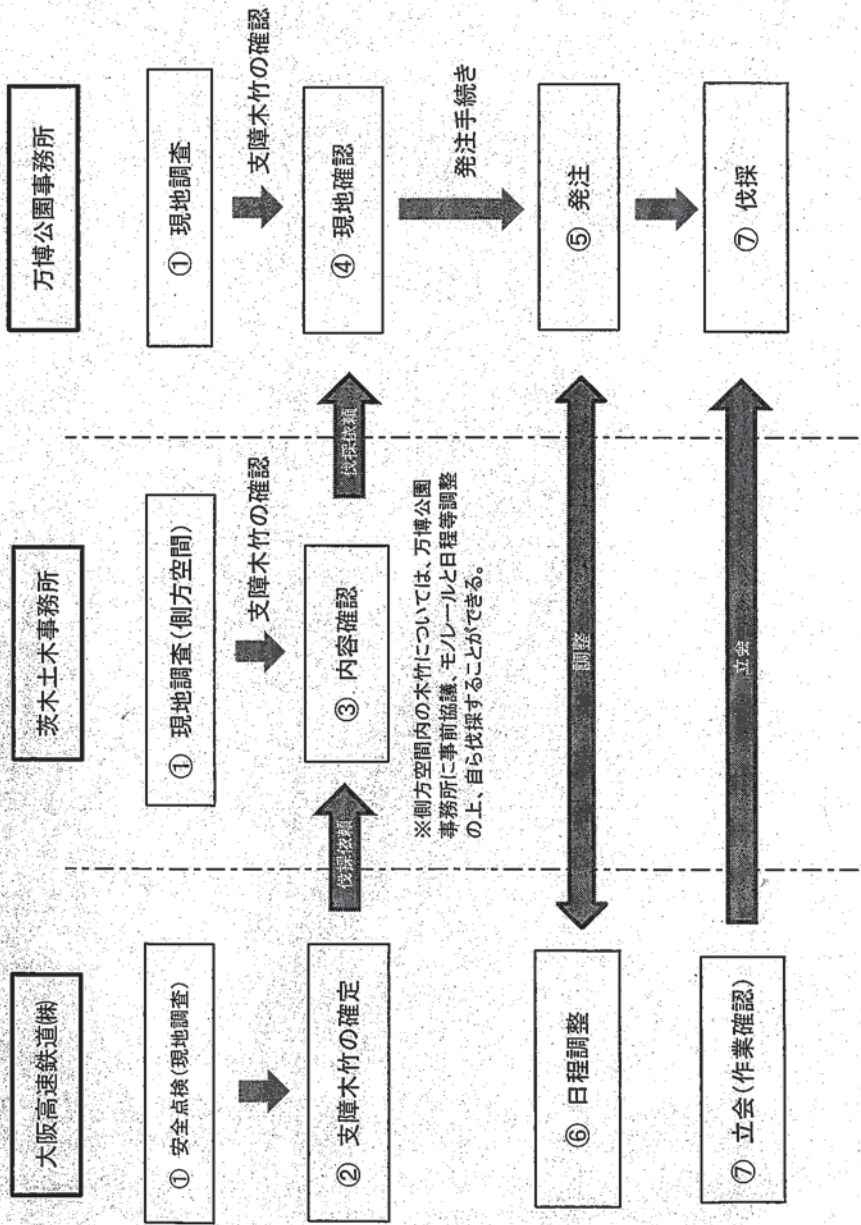 大阪高速鉄道㈱
茨木土木事務所
万博公園事務所
① 安全点検(現地調査)
① 現地調査(側方空間)
① 現地調査
支障木竹の確認
支障木竹の確認
② 支障木竹の確定
伐採依頼
③ 内容確認
伐採依頼
④ 現地確認
※側方空間内の木竹については、万博公園
事務所に事前協議、モノレールと日程等調整
の上、自ら伐採することができる。
発注手続き
⑥ 日程調整
調整
⑤ 発注
⑦ 立会(作業確認)
立会
⑦ 伐採